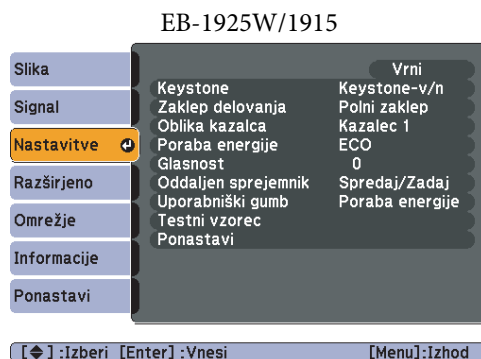 EB-1925W/1915
Slika
Signal
Nastavitve
Razširjeno
Omrežje
Informacije
Ponastavi
Vrni
Keystone Keystone-v/n
Zaklep delovanja Polni zaklep
Oblika kazalca Kazalec 1
Poraba energije ECO
Glasnost 0
Oddaljen sprejemnik Spredaj/Zadaj
Uporabniški gumb Poraba energije
Testni vzorec
Ponastavi
[◆] :Izberi [Enter] :Vnesi [Menu]:Izhod